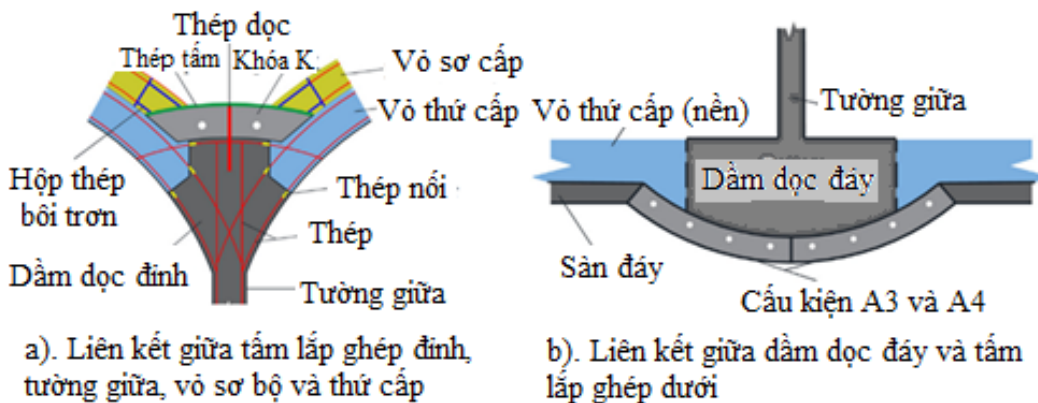 Thép dọc
Thép tấm
Khóa K
Vỏ sơ cấp
Vỏ thứ cấp
Hộp thép
bôi trơn
Thép nối
Thép
Dầm dọc đỉnh
Tường giữa
a). Liên kết giữa tấm lắp ghép đỉnh,
tường giữa, vỏ sơ bộ và thứ cấp
Vỏ thứ cấp (nền)
Tường giữa
Dầm dọc đáy
Sàn đáy
Cấu kiện A3 và A4
b). Liên kết giữa dầm dọc đáy và tấm
lắp ghép dưới